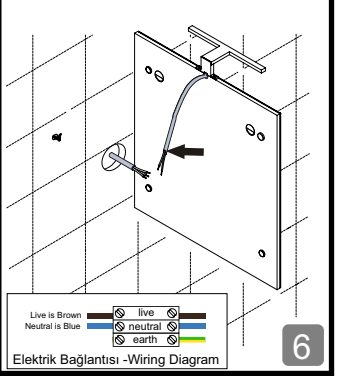 Live is Brown live
Neutral is Blue neutral
earth
Elektrik Bağlantısı -Wiring Diagram
6